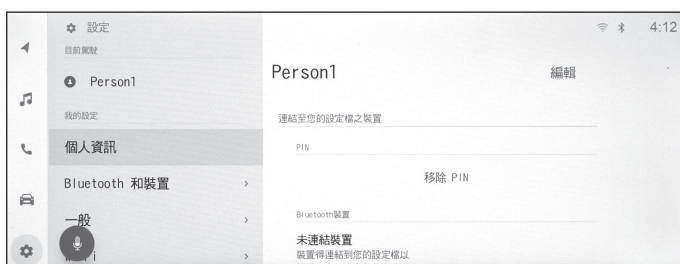 設定
4:12
目前駕駛
Person1
我的設定
個人資訊
Bluetooth 和裝置
一般
Person1
編輯
連結至您的設定檔之裝置
PIN
移除 PIN
Bluetooth裝置
未連結裝置
裝置得連結到您的設定檔以